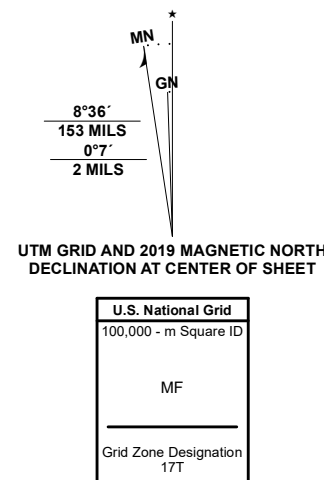 ★
MN
GN
8°36´
153 MILS
0°7´
2 MILS
UTM GRID AND 2019 MAGNETIC NORTH
DECLINATION AT CENTER OF SHEET
U.S. National Grid
100,000 - m Square ID
MF
Grid Zone Designation
17T